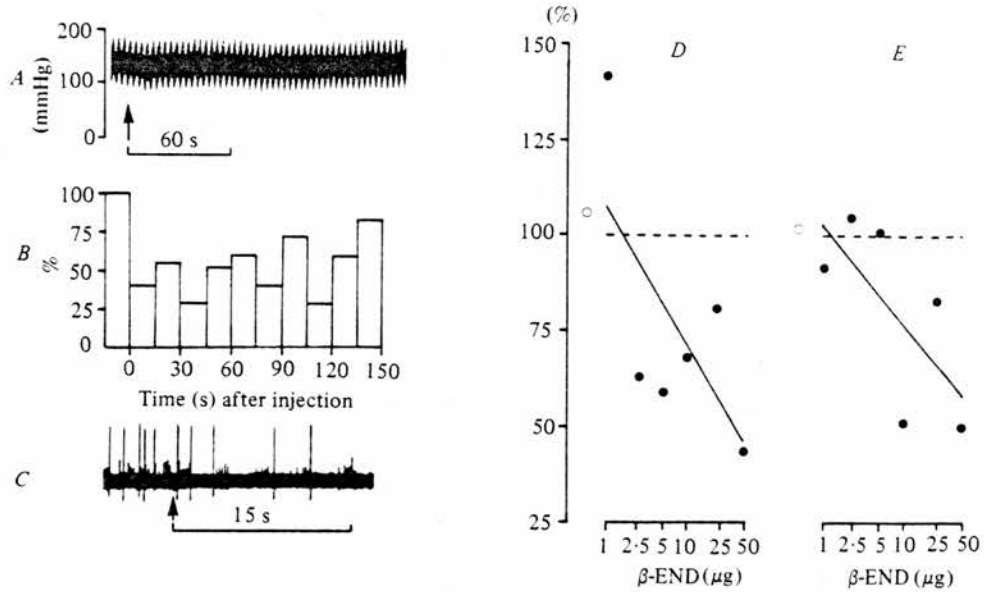 A
(mmHg)
200
100
0
60 s
B
%
100
75
50
25
0
0 30 60 90 120 150
Time (s) after injection
C
15 s
(%)
150
125
100
75
50
25
D
1 2·5 5 10 25 50
β-END (μg)
E
1 2·5 5 10 25 50
β-END (μg)